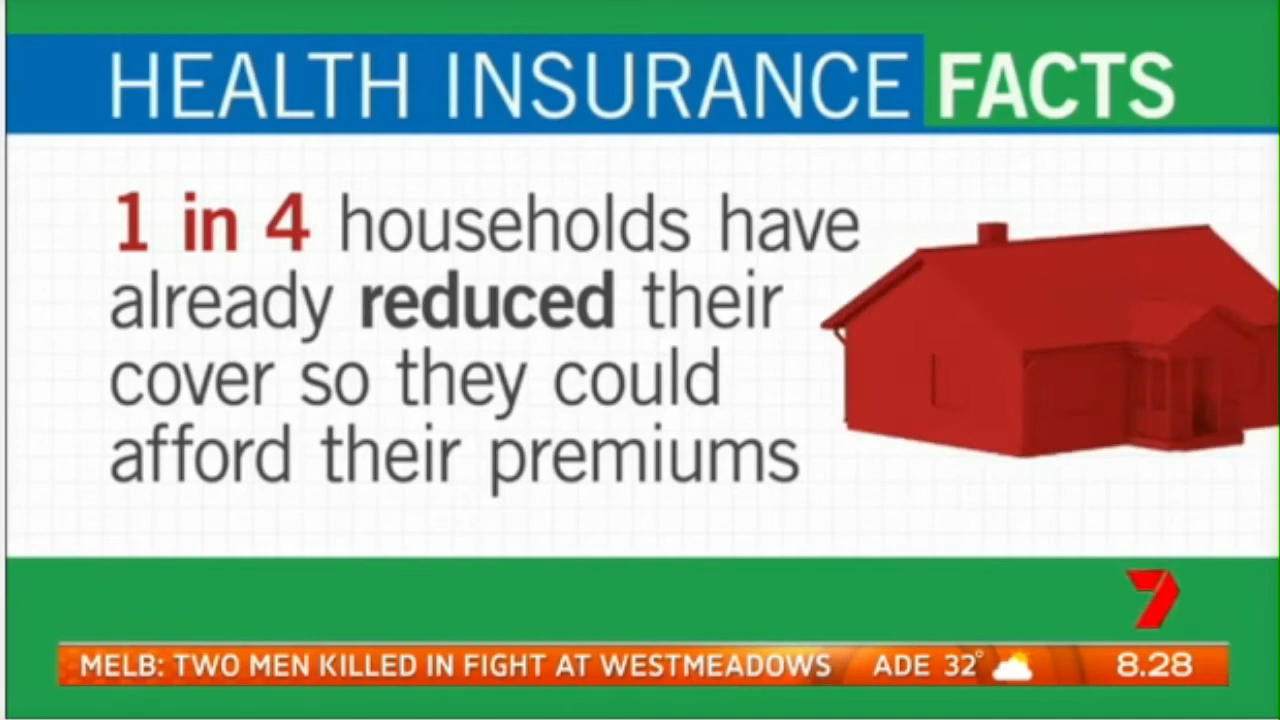 HEALTH INSURANCE FACTS
1 in 4 households have
already reduced their
cover so they could
afford their premiums
7
MELB: TWO MEN KILLED IN FIGHT AT WESTMEADOWS ADE 32° 8.28